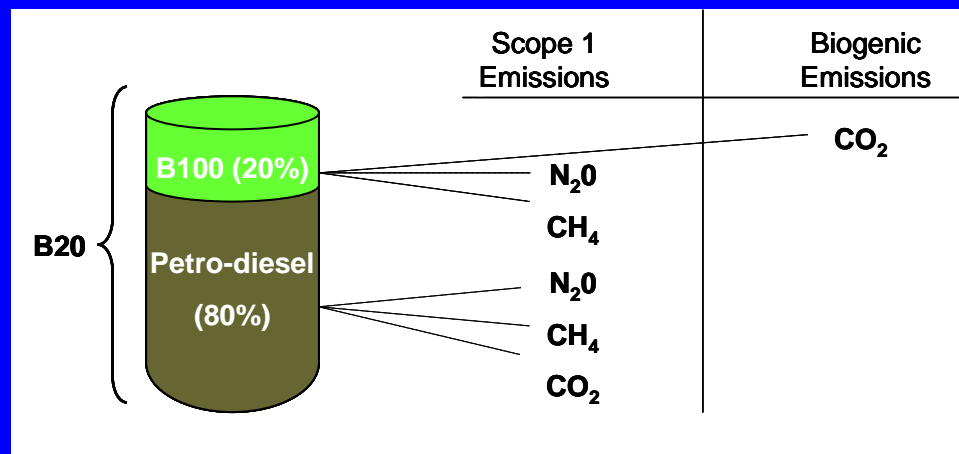 Scope 1
Emissions
Biogenic
Emissions
B100 (20%)
CO₂
N₂0
CH₄
B20
Petro-diesel
(80%)
N₂0
CH₄
CO₂